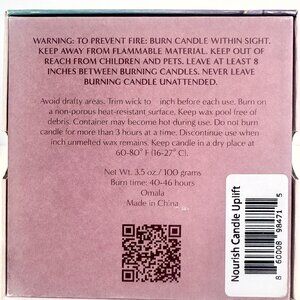 WARNING: TO PREVENT FIRE: BURN CANDLE WITHIN SIGHT.
KEEP AWAY FROM FLAMMABLE MATERIAL. KEEP OUT OF
REACH FROM CHILDREN AND PETS. LEAVE AT LEAST 8
INCHES BETWEEN BURNING CANDLES. NEVER LEAVE
BURNING CANDLE UNATTENDED.
Avoid drafty areas. Trim wick to inch before each use. Burn on
a non-porous heat-resistant surface. Keep wax pool free of
debris. Container may become hot during use. Do not burn
candle for more than 3 hours at a time. Discontinue use when
inch unmelted wax remains. Keep candle in a dry place at
60-80° F (16-27° C).
Net Wt. 3.5 oz / 100 grams
Burn time: 40-46 hours
Omala
Made in China
Nourish Candle Uplift
8 60008 98471 5